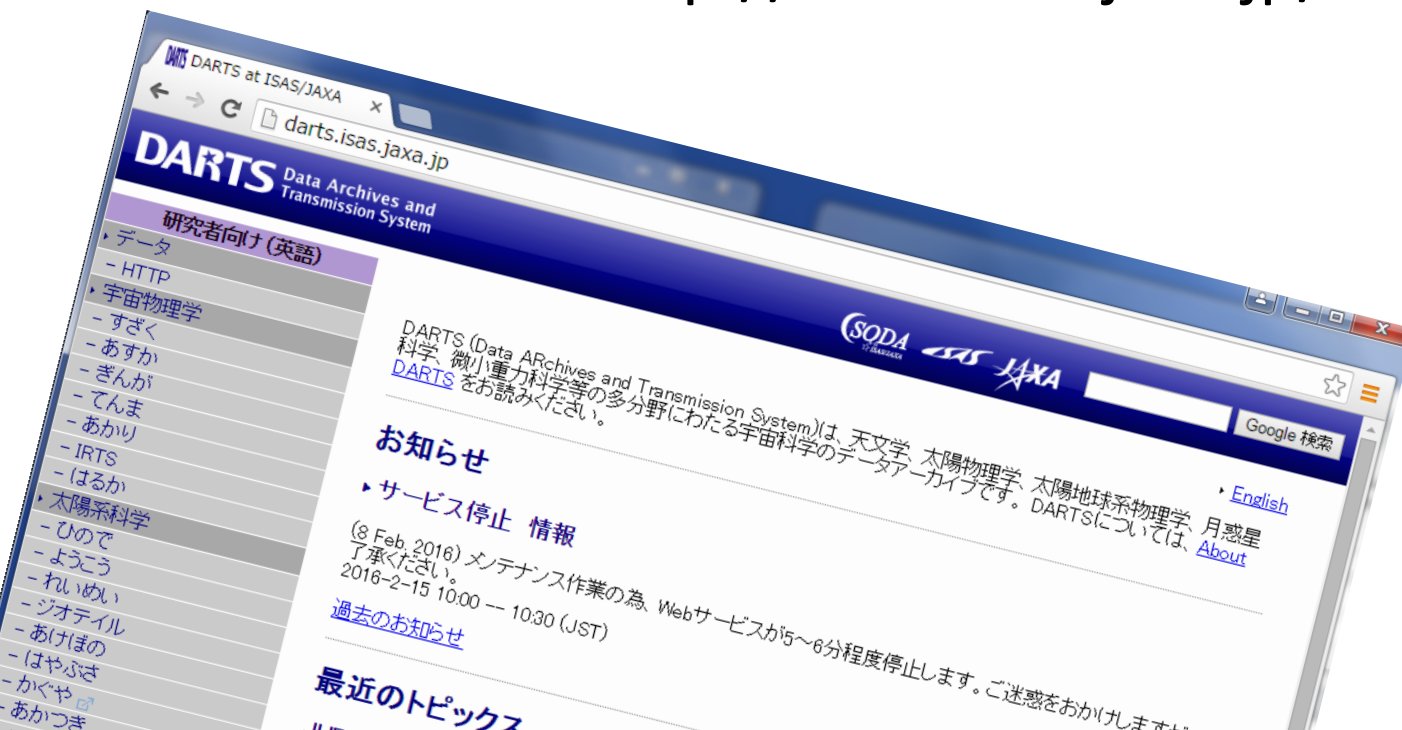 DARTS at ISAS/JAXA
darts.isas.jaxa.jp
DARTS Data Archives and
Transmission System
SODA ISAS JAXA
Google 検索
研究者向け (英語)
データ
- HTTP
宇宙物理学
- すざく
- あすか
- ぎんが
- てんま
- あかり
- IRTS
- はるか
太陽系科学
- ひので
- ようこう
- れいめい
- ジオテイル
- あけぼの
- はやぶさ
- かぐや
- あかつき
English
DARTS (Data ARchives and Transmission System)は、天文学、太陽物理学、太陽地球系物理学、月惑星
科学、微小重力科学等の多分野にわたる宇宙科学のデータアーカイブです。DARTSについては、About
DARTS をお読みください。
お知らせ
サービス停止 情報
(8 Feb. 2016) メンテナンス作業の為、Webサービスが5～6分程度停止します。ご迷惑をおかけしますが
了承ください。
2016-2-15 10:00 -- 10:30 (JST)
過去のお知らせ
最近のトピックス